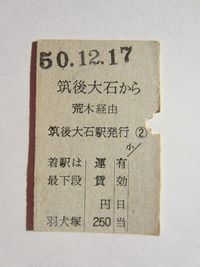 50.12.17
筑後大石から
荒木経由
筑後大石駅発行 ②
小
着駅は 運 有
最下段 賃 効
円 日
羽犬塚 250 当